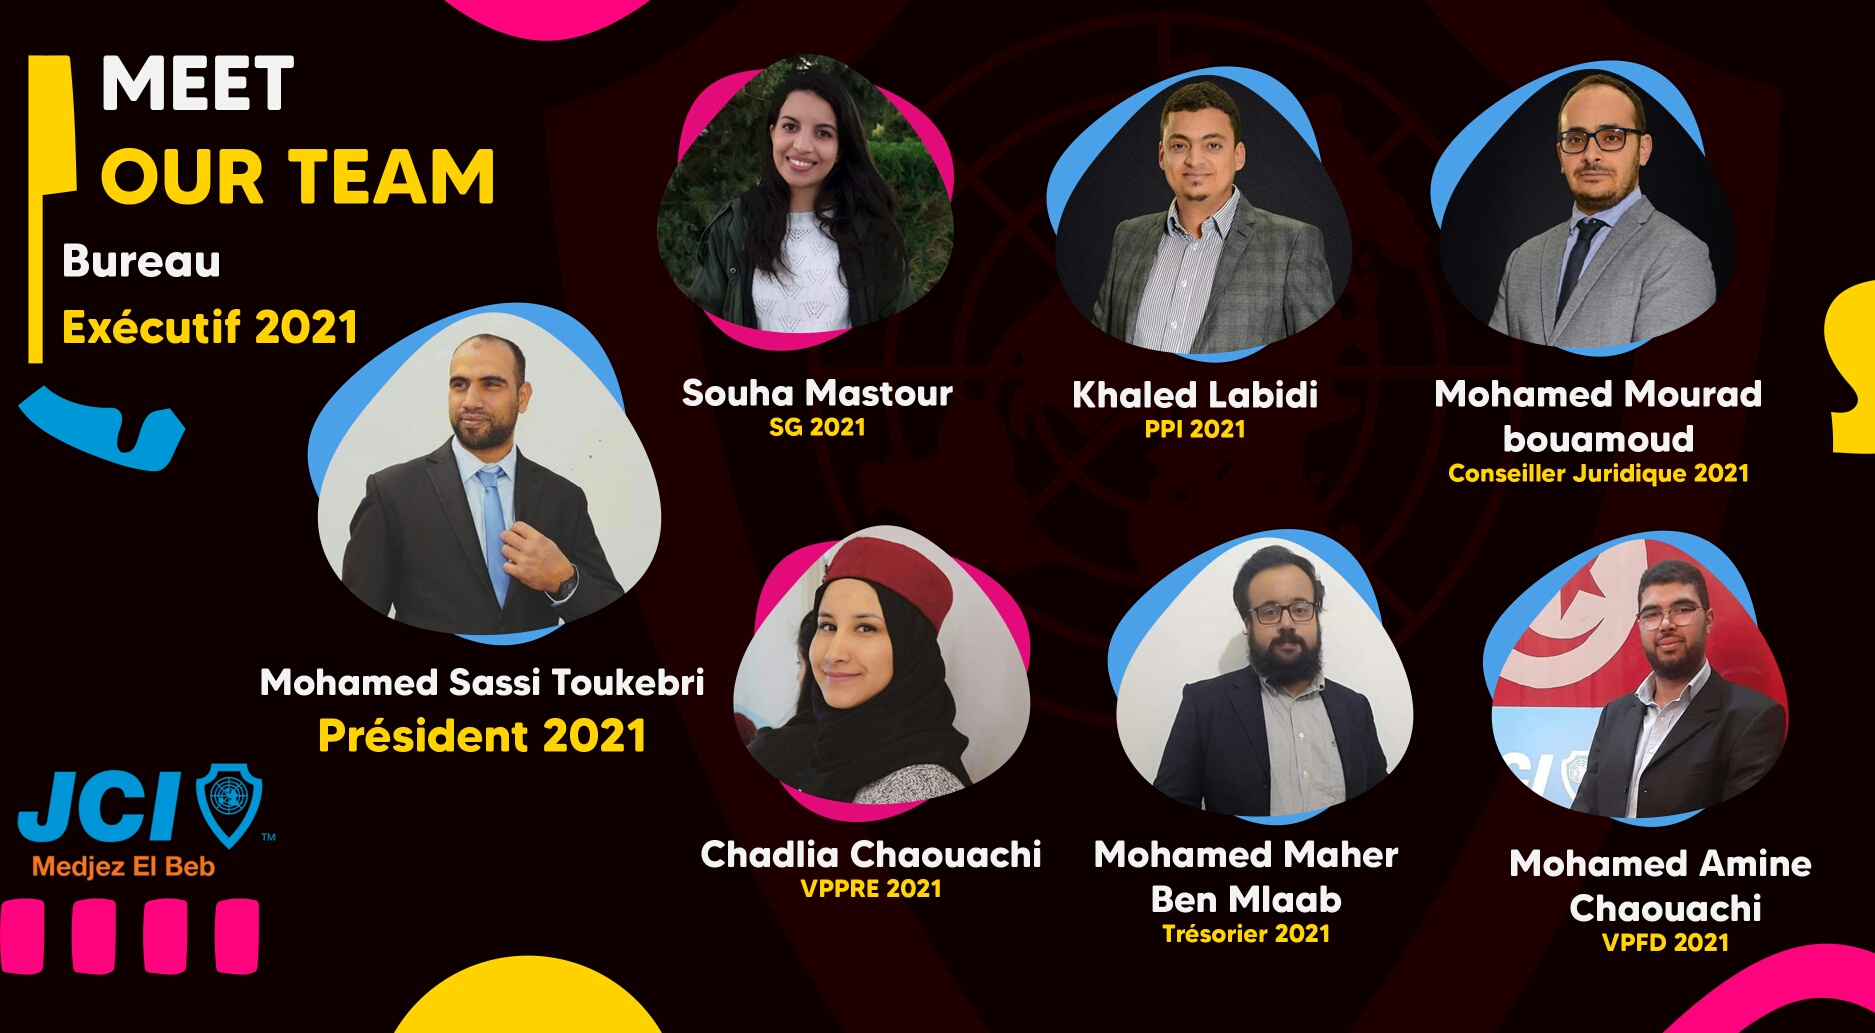 MEET
OUR TEAM
Bureau
Exécutif 2021
Mohamed Sassi Toukebri
Président 2021
Souha Mastour
SG 2021
Khaled Labidi
PPI 2021
Mohamed Mourad
bouamoud
Conseiller Juridique 2021
Chadlia Chaouachi
VPPRE 2021
Mohamed Maher
Ben Mlaab
Trésorier 2021
Mohamed Amine
Chaouachi
VPFD 2021
JCI
TM
Medjez El Beb